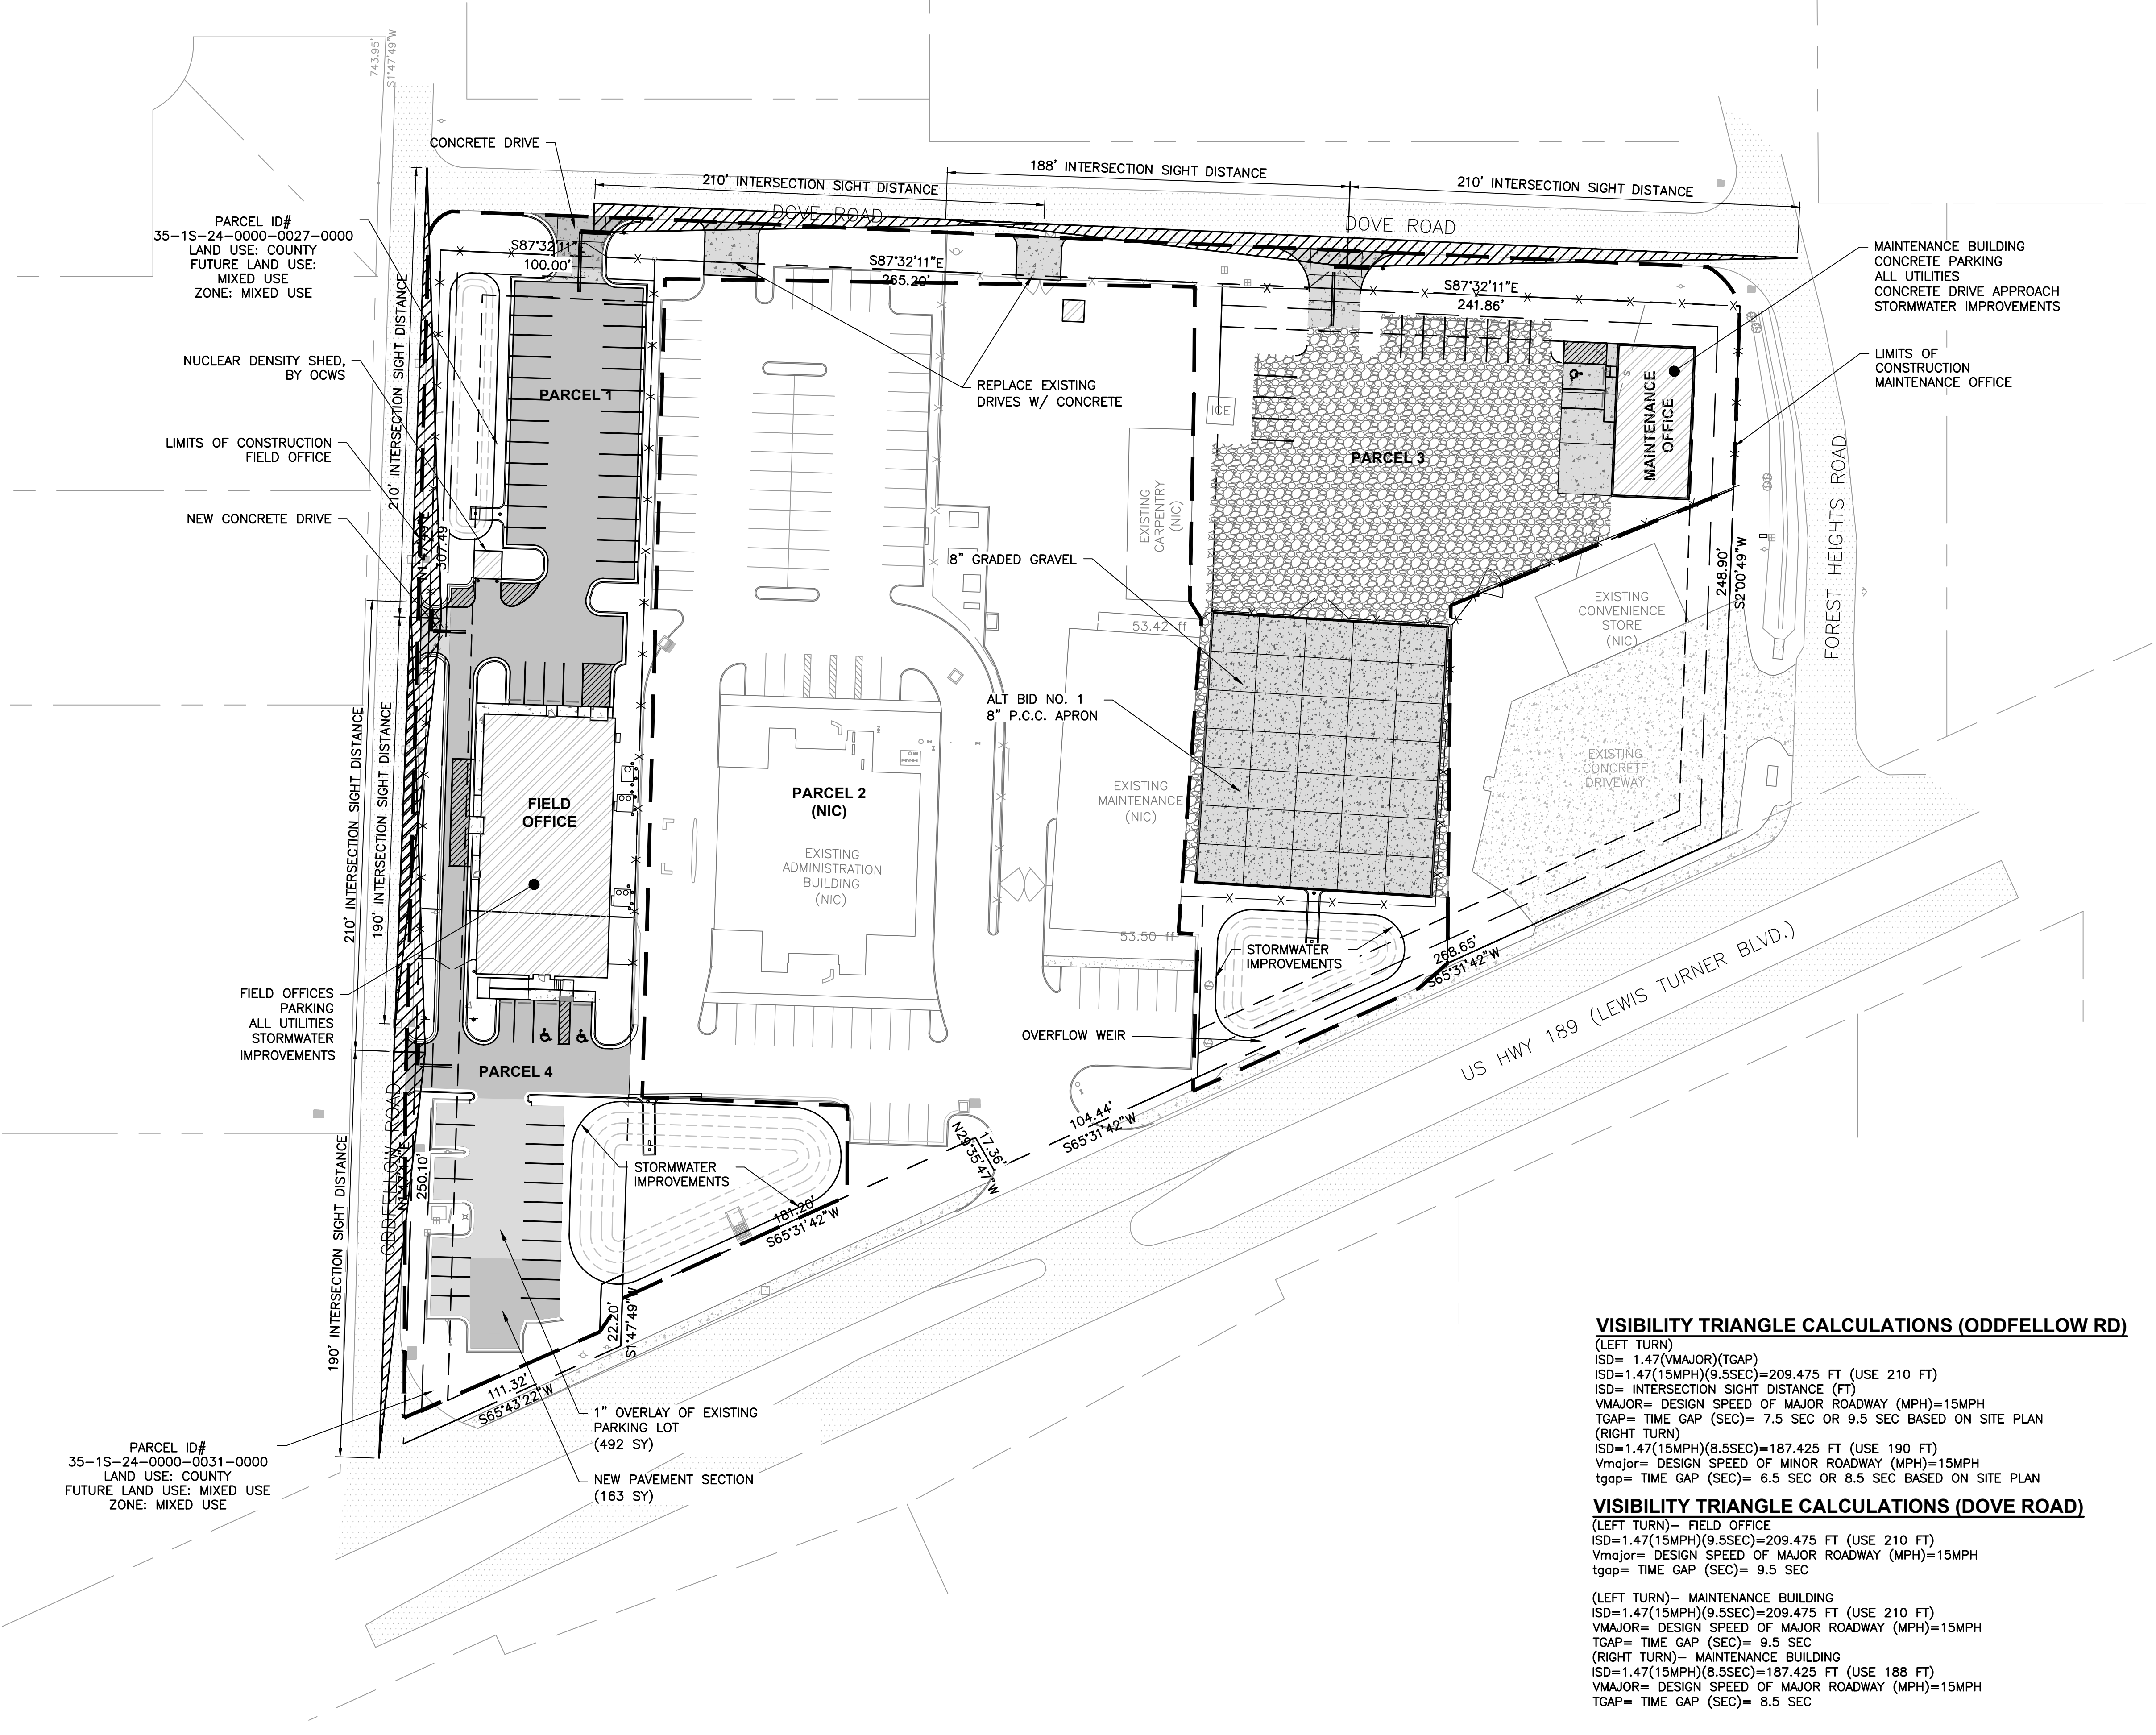 743.95'
S1°47'49"W
CONCRETE DRIVE
210' INTERSECTION SIGHT DISTANCE
188' INTERSECTION SIGHT DISTANCE
210' INTERSECTION SIGHT DISTANCE
DOVE ROAD
DOVE ROAD
PARCEL ID#
35-1S-24-0000-0027-0000
LAND USE: COUNTY
FUTURE LAND USE:
MIXED USE
ZONE: MIXED USE
S87°32'11"E
100.00'
S87°32'11"E
265.20'
S87°32'11"E
241.86'
MAINTENANCE BUILDING
CONCRETE PARKING
ALL UTILITIES
CONCRETE DRIVE APPROACH
STORMWATER IMPROVEMENTS
NUCLEAR DENSITY SHED,
BY OCWS
LIMITS OF
CONSTRUCTION
MAINTENANCE OFFICE
PARCEL 1
REPLACE EXISTING
DRIVES W/ CONCRETE
ICE
MAINTENANCE
OFFICE
210' INTERSECTION SIGHT DISTANCE
LIMITS OF CONSTRUCTION
FIELD OFFICE
PARCEL 3
NEW CONCRETE DRIVE
EXISTING
CARPENTRY
(NIC)
307.49
FOREST HEIGHTS ROAD
8" GRADED GRAVEL
248.90'
S2°00'49"W
EXISTING
CONVENIENCE
STORE
(NIC)
53.42 ff
ALT BID NO. 1
8" P.C.C. APRON
210' INTERSECTION SIGHT DISTANCE
190' INTERSECTION SIGHT DISTANCE
FIELD
OFFICE
PARCEL 2
(NIC)
EXISTING
MAINTENANCE
(NIC)
EXISTING
CONCRETE
DRIVEWAY
EXISTING
ADMINISTRATION
BUILDING
(NIC)
53.50 ff
STORMWATER
IMPROVEMENTS
268.65'
S65°31'42"W
US HWY 189 (LEWIS TURNER BLVD.)
FIELD OFFICES
PARKING
ALL UTILITIES
STORMWATER
IMPROVEMENTS
OVERFLOW WEIR
PARCEL 4
104.44'
S65°31'42"W
17.36'
N29°35'47"W
ODDFELLOW ROAD
250.10'
190' INTERSECTION SIGHT DISTANCE
STORMWATER
IMPROVEMENTS
181.20'
S65°31'42"W
22.20'
S1°47'49"W
111.32'
S65°43'22"W
1" OVERLAY OF EXISTING
PARKING LOT
(492 SY)
NEW PAVEMENT SECTION
(163 SY)
PARCEL ID#
35-1S-24-0000-0031-0000
LAND USE: COUNTY
FUTURE LAND USE: MIXED USE
ZONE: MIXED USE
VISIBILITY TRIANGLE CALCULATIONS (ODDFELLOW RD)
(LEFT TURN)
ISD= 1.47(VMAJOR)(TGAP)
ISD=1.47(15MPH)(9.5SEC)=209.475 FT (USE 210 FT)
ISD= INTERSECTION SIGHT DISTANCE (FT)
VMAJOR= DESIGN SPEED OF MAJOR ROADWAY (MPH)=15MPH
TGAP= TIME GAP (SEC)= 7.5 SEC OR 9.5 SEC BASED ON SITE PLAN
(RIGHT TURN)
ISD=1.47(15MPH)(8.5SEC)=187.425 FT (USE 190 FT)
Vmajor= DESIGN SPEED OF MINOR ROADWAY (MPH)=15MPH
tgap= TIME GAP (SEC)= 6.5 SEC OR 8.5 SEC BASED ON SITE PLAN
VISIBILITY TRIANGLE CALCULATIONS (DOVE ROAD)
(LEFT TURN)– FIELD OFFICE
ISD=1.47(15MPH)(9.5SEC)=209.475 FT (USE 210 FT)
Vmajor= DESIGN SPEED OF MAJOR ROADWAY (MPH)=15MPH
tgap= TIME GAP (SEC)= 9.5 SEC
(LEFT TURN)– MAINTENANCE BUILDING
ISD=1.47(15MPH)(9.5SEC)=209.475 FT (USE 210 FT)
VMAJOR= DESIGN SPEED OF MAJOR ROADWAY (MPH)=15MPH
TGAP= TIME GAP (SEC)= 9.5 SEC
(RIGHT TURN)– MAINTENANCE BUILDING
ISD=1.47(15MPH)(8.5SEC)=187.425 FT (USE 188 FT)
VMAJOR= DESIGN SPEED OF MAJOR ROADWAY (MPH)=15MPH
TGAP= TIME GAP (SEC)= 8.5 SEC